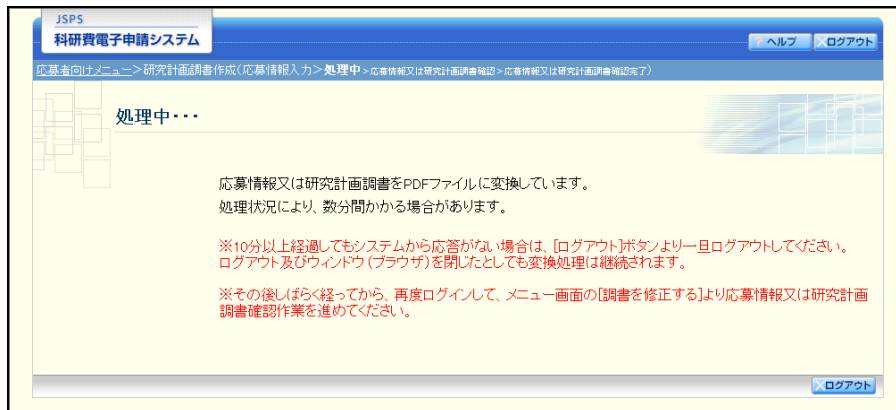 JSPS
科研費電子申請システム
? ヘルプ
ログアウト
応募者向けメニュー>研究計画調書作成(応募情報入力>処理中>応募情報又は研究計画調書確認>応募情報又は研究計画調書確認完了)
処理中・・・
応募情報又は研究計画調書をPDFファイルに変換しています。
処理状況により、数分間かかる場合があります。
※10分以上経過してもシステムから応答がない場合は、[ログアウト]ボタンより一旦ログアウトしてください。
ログアウト及びウィンドウ(ブラウザ)を閉じたとしても変換処理は継続されます。
※その後しばらく経ってから、再度ログインして、メニュー画面の[調書を修正する]より応募情報又は研究計画
調書確認作業を進めてください。
ログアウト